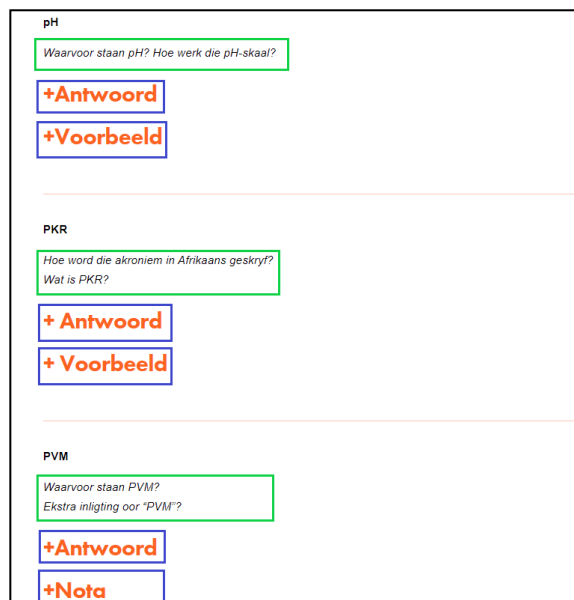 pH
Waarvoor staan pH? Hoe werk die pH-skaal?
+Antwoord
+Voorbeeld
PKR
Hoe word die akroniem in Afrikaans geskryf?
Wat is PKR?
+ Antwoord
+ Voorbeeld
PVM
Waarvoor staan PVM?
Ekstra inligting oor "PVM"?
+Antwoord
+Nota